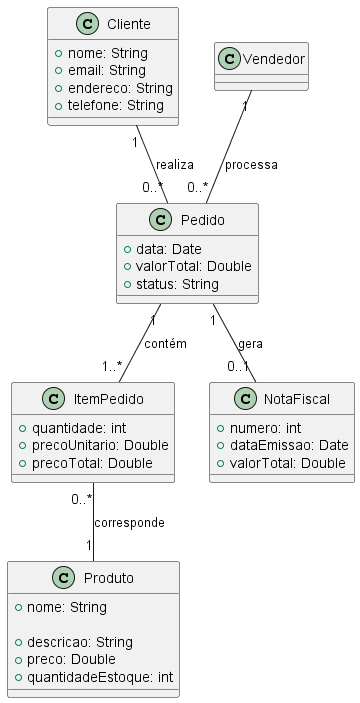 C Cliente
nome: String
email: String
endereco: String
telefone: String
C Vendedor
1
1
realiza
processa
0..*
0..*
C Pedido
data: Date
valorTotal: Double
status: String
1
1
contém
gera
1..*
0..1
C ItemPedido
quantidade: int
precoUnitario: Double
precoTotal: Double
C NotaFiscal
numero: int
dataEmissao: Date
valorTotal: Double
0..*
corresponde
1
C Produto
nome: String
descricao: String
preco: Double
quantidadeEstoque: int